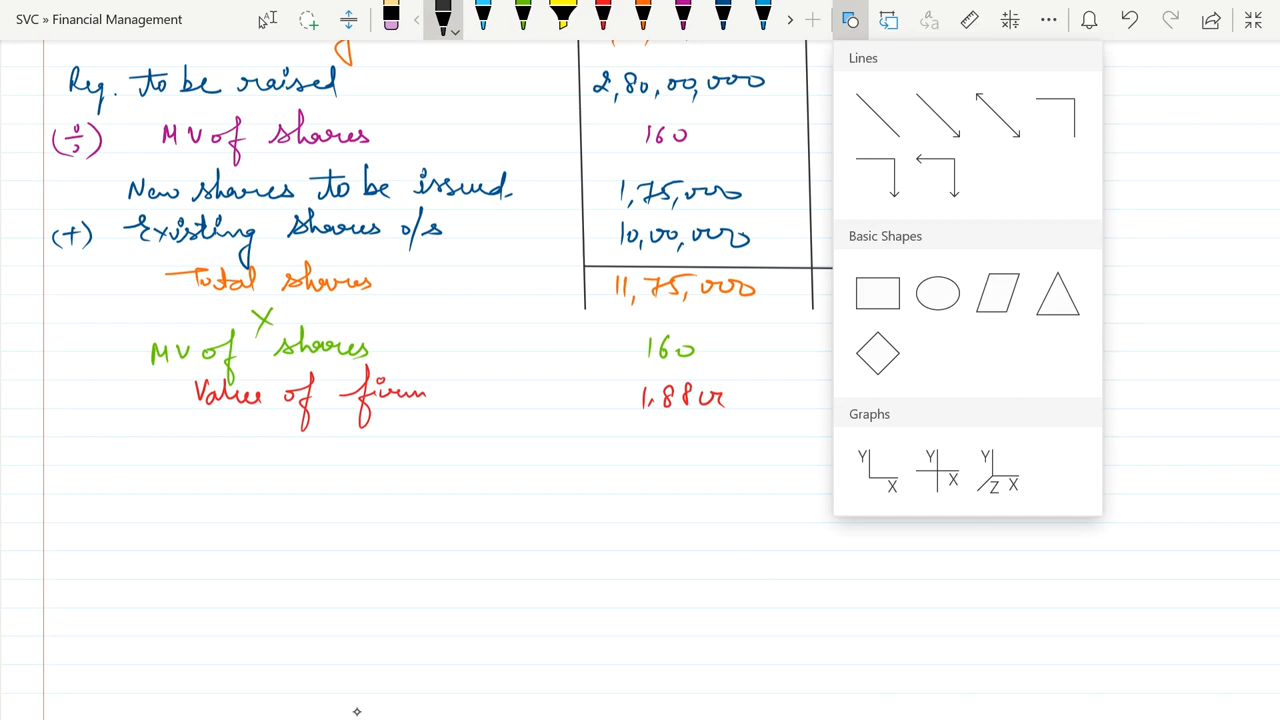 SVC » Financial Management
Req. to be raised 2,80,00,000
(÷) MV of shares 160
New shares to be issued. 1,75,000
(+) Existing shares o/s 10,00,000
Total shares 11,75,000
X
MV of shares 160
Value of firm 1.88 cr
Lines
Basic Shapes
Graphs
Y X
Y X
Y Z X